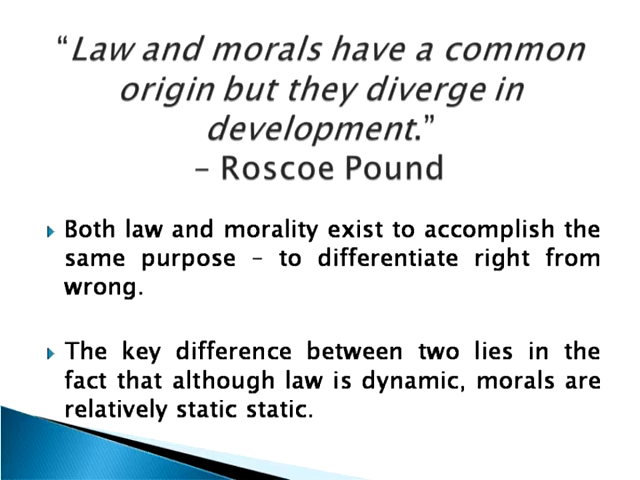 “Law and morals have a common
origin but they diverge in
development.”
– Roscoe Pound
Both law and morality exist to accomplish the
same purpose – to differentiate right from
wrong.
The key difference between two lies in the
fact that although law is dynamic, morals are
relatively static static.